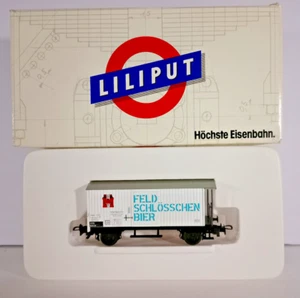 LILIPUT
Höchste Eisenbahn.
FELD
SCHLÖSSCHEN
BIER